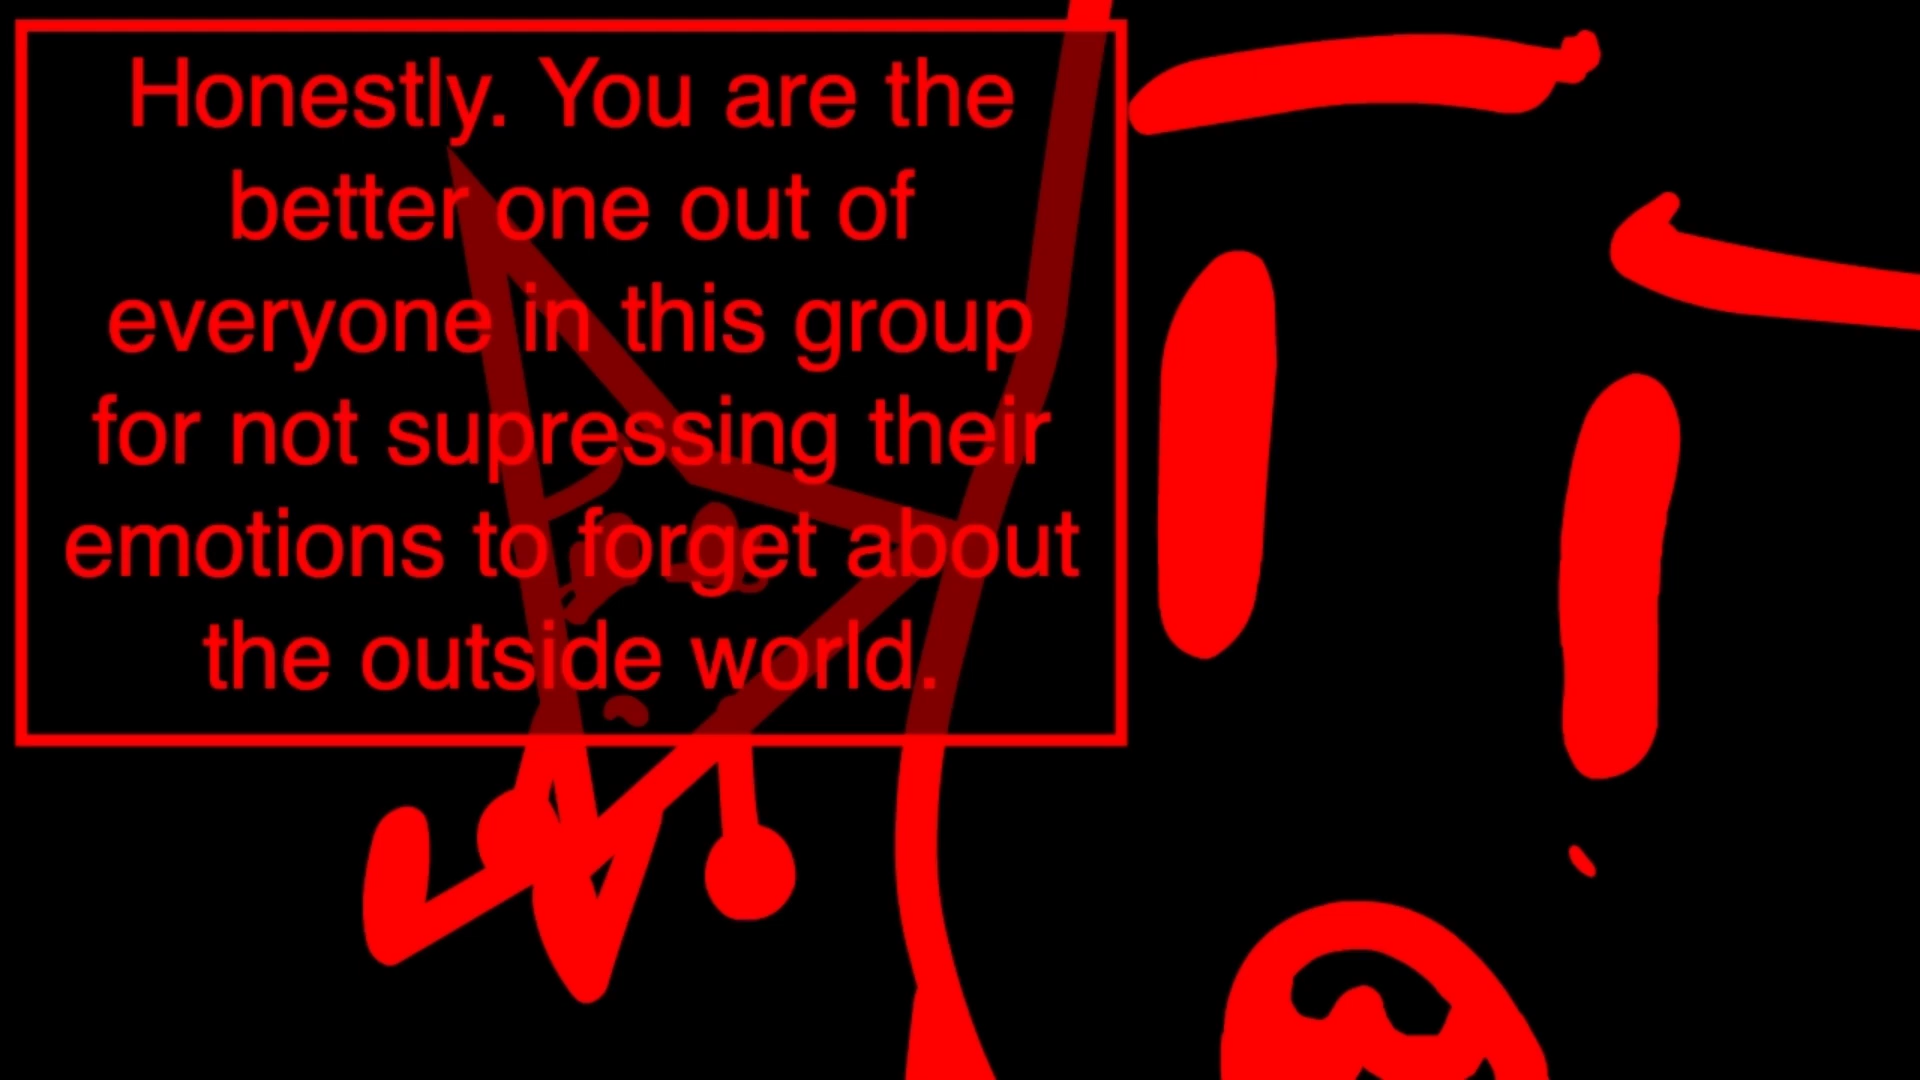 Honestly. You are the
better one out of
everyone in this group
for not supressing their
emotions to forget about
the outside world.